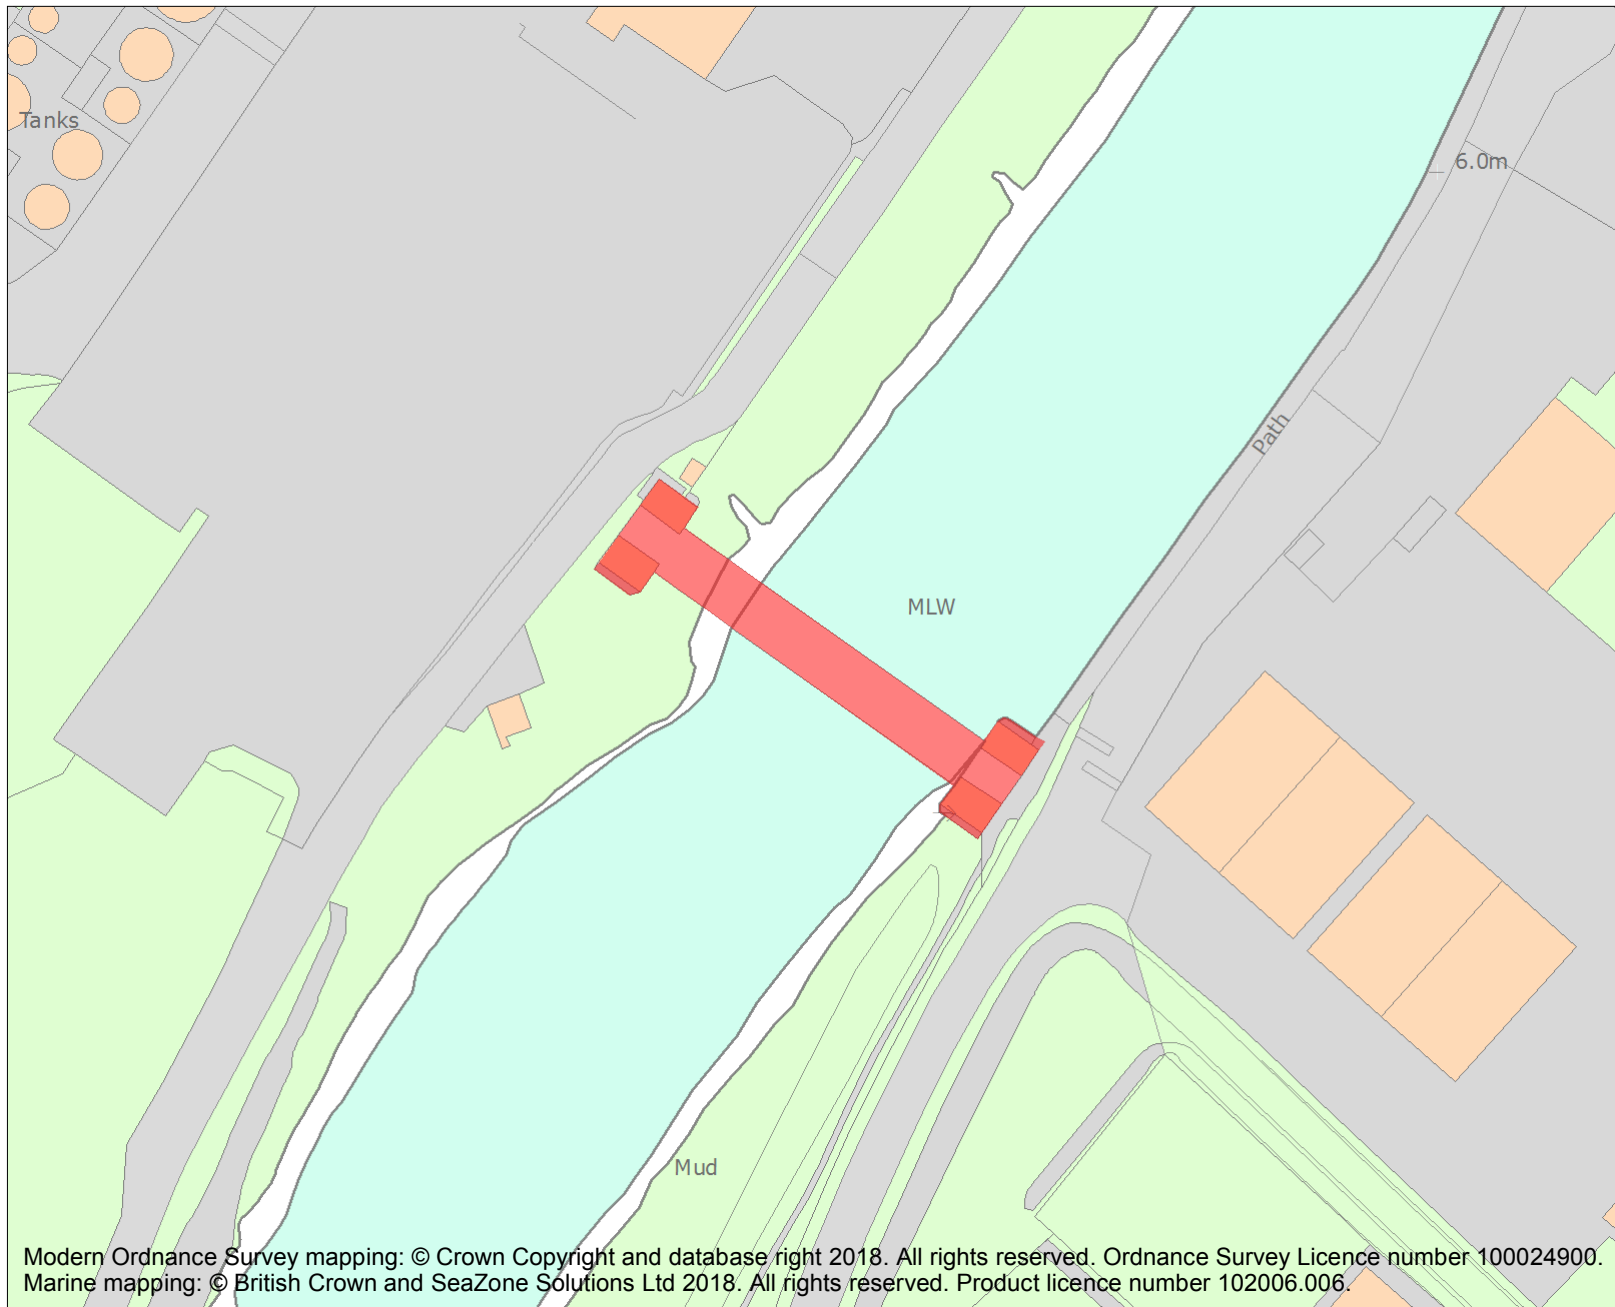 Tanks
6.0m
Path
MLW
Mud
Modern Ordnance Survey mapping: © Crown Copyright and database right 2018. All rights reserved. Ordnance Survey Licence number 100024900.
Marine mapping: © British Crown and SeaZone Solutions Ltd 2018. All rights reserved. Product licence number 102006.006.